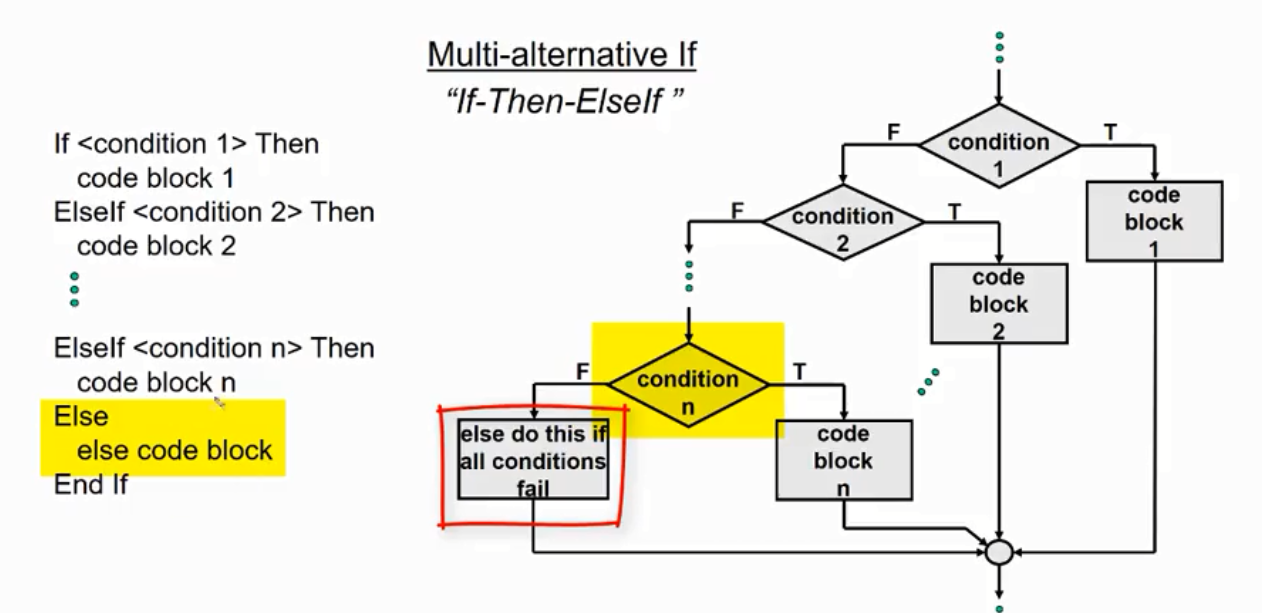 Multi-alternative If
“If-Then-ElseIf ”
If <condition 1> Then
code block 1
ElseIf <condition 2> Then
code block 2
ElseIf <condition n> Then
code block n
Else
else code block
End If
condition
1
F
T
code
block
1
condition
2
F
T
code
block
2
condition
n
F
T
else do this if
all conditions
fail
code
block
n